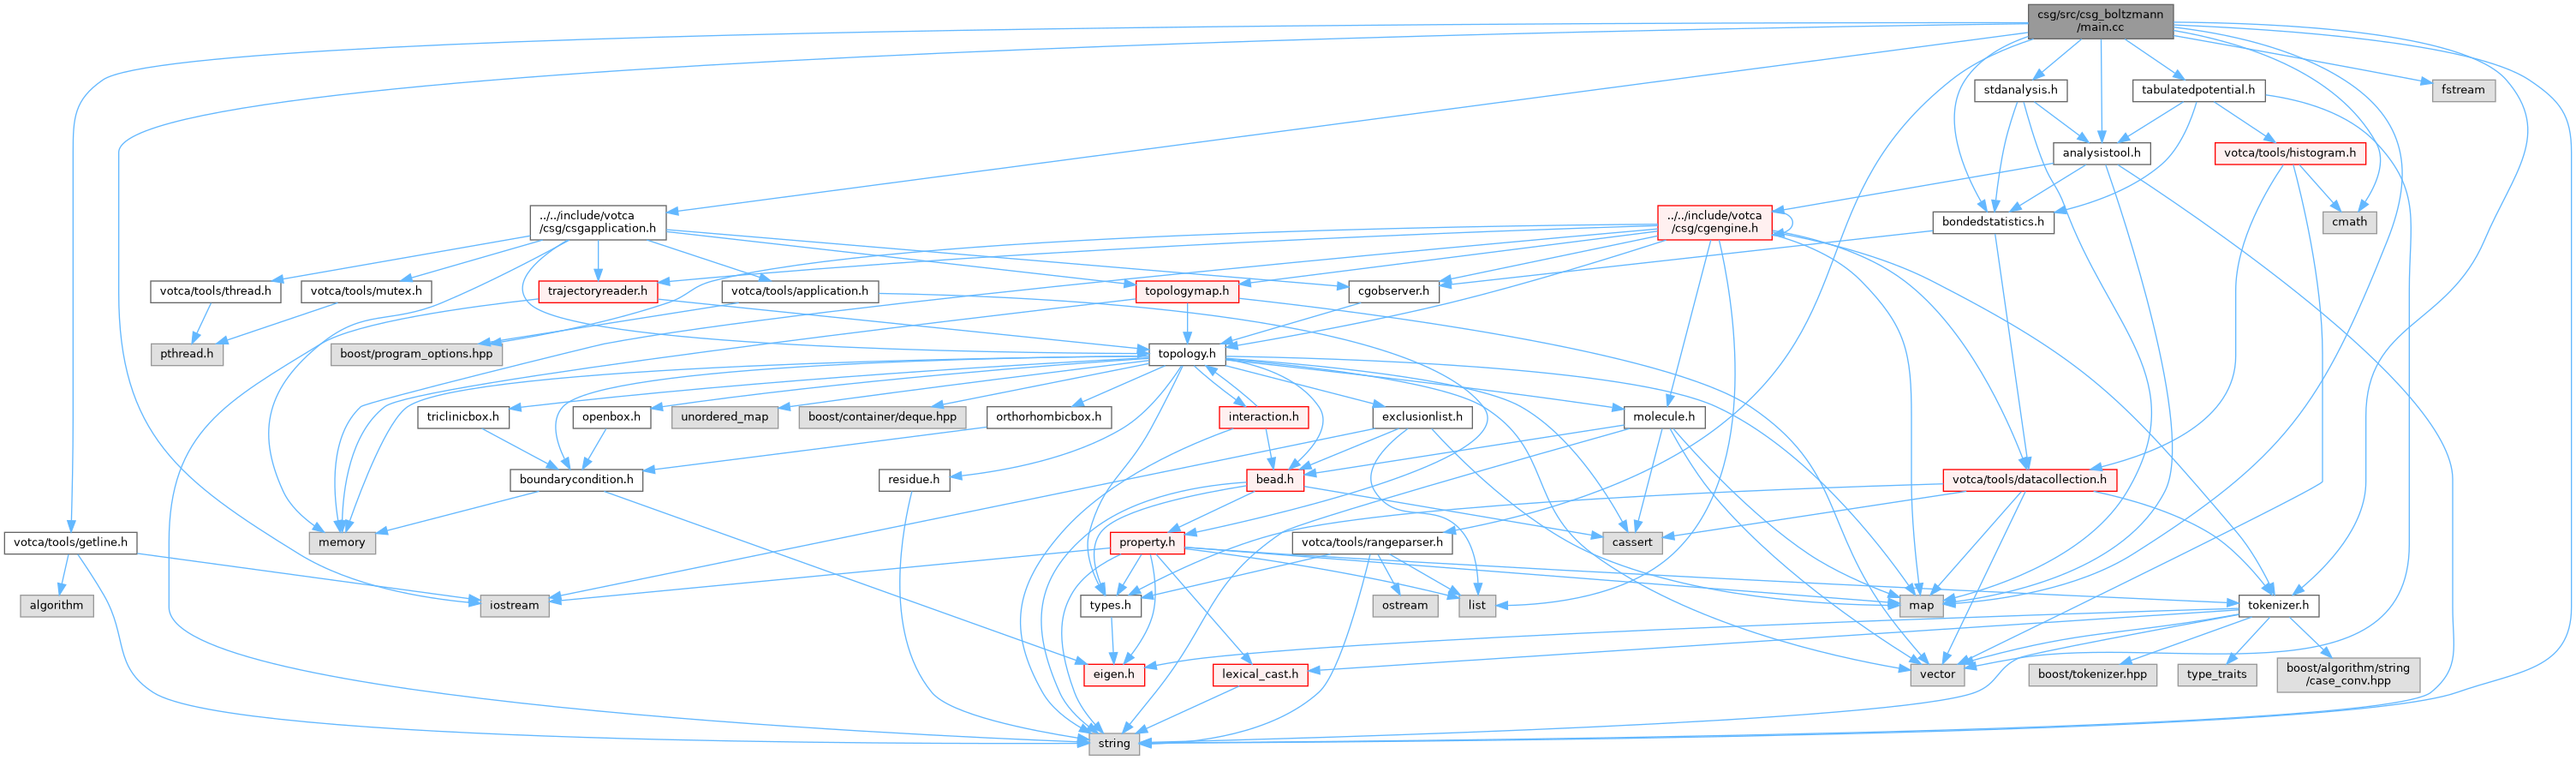 csg/src/csg_boltzmann
/main.cc
stdanalysis.h
tabulatedpotential.h
fstream
analysistool.h
votca/tools/histogram.h
../../include/votca
/csg/csgapplication.h
../../include/votca
/csg/cgengine.h
bondedstatistics.h
cmath
votca/tools/thread.h
votca/tools/mutex.h
trajectoryreader.h
votca/tools/application.h
topologymap.h
cgobserver.h
pthread.h
boost/program_options.hpp
topology.h
triclinicbox.h
openbox.h
unordered_map
boost/container/deque.hpp
orthorhombicbox.h
interaction.h
exclusionlist.h
molecule.h
boundarycondition.h
residue.h
bead.h
votca/tools/datacollection.h
votca/tools/getline.h
memory
property.h
votca/tools/rangeparser.h
cassert
algorithm
iostream
types.h
ostream
list
map
tokenizer.h
eigen.h
lexical_cast.h
vector
boost/tokenizer.hpp
type_traits
boost/algorithm/string
/case_conv.hpp
string